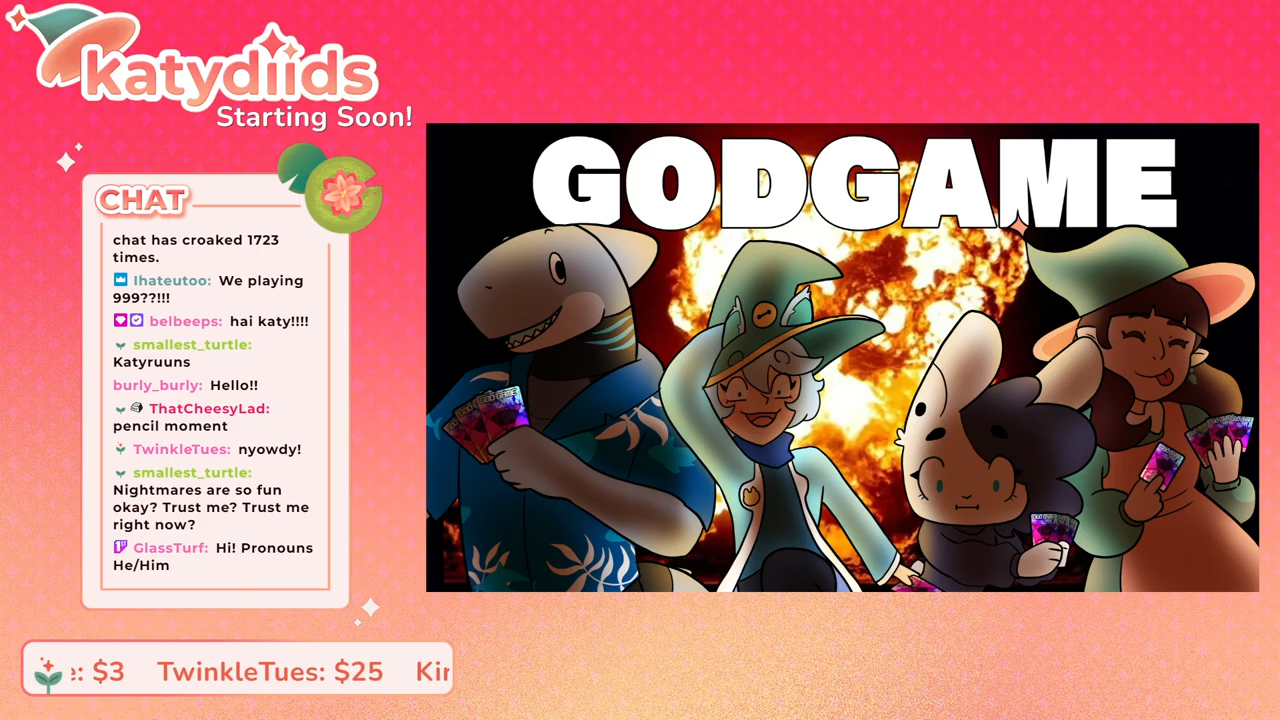 katydiids
Starting Soon!
CHAT
chat has croaked 1723
times.
Ihateutoo: We playing
999??!!!
belbeeps: hai katy!!!!
smallest_turtle:
Katyruuns
burly_burly: Hello!!
ThatCheesyLad:
pencil moment
TwinkleTues: nyowdy!
smallest_turtle:
Nightmares are so fun
okay? Trust me? Trust me
right now?
GlassTurf: Hi! Pronouns
He/Him
e: $3 TwinkleTues: $25
GODGAME